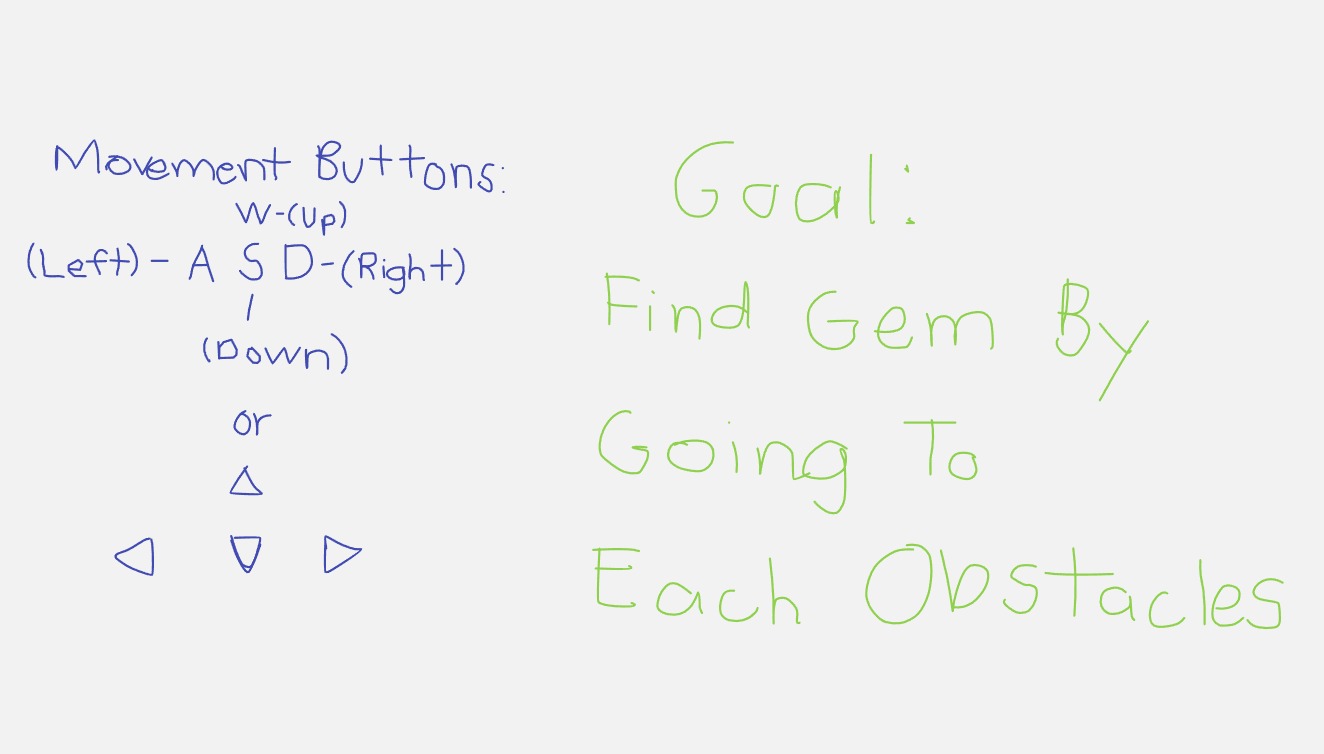 Movement Buttons:
W-(Up)
(Left)- A S D-(Right)
(Down)
or
Goal:
Find Gem By
Going To
Each Obstacles